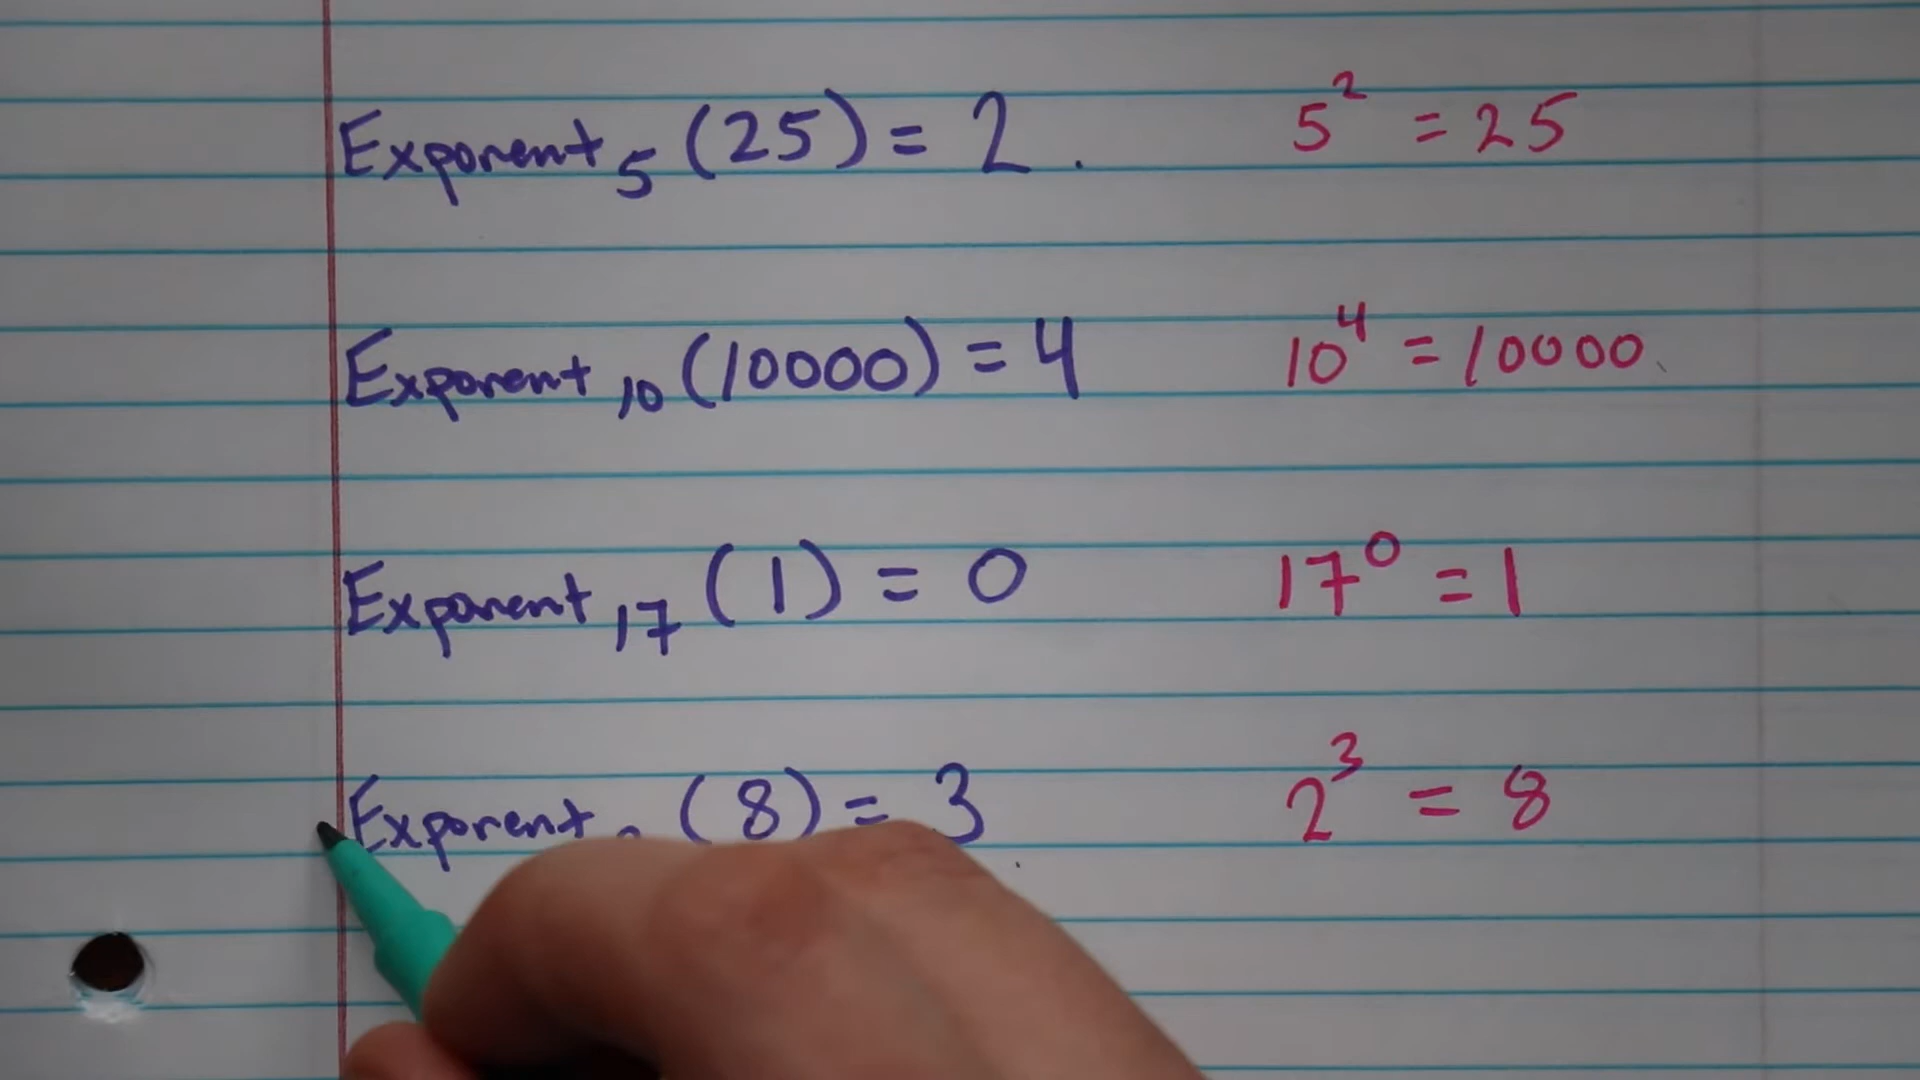 Exponent₅ (25) = 2. 5² = 25
Exponent₁₀ (10000) = 4 10⁴ = 10000
Exponent₁₇ (1) = 0 17⁰ = 1
Exponent (8) = 3 2³ = 8